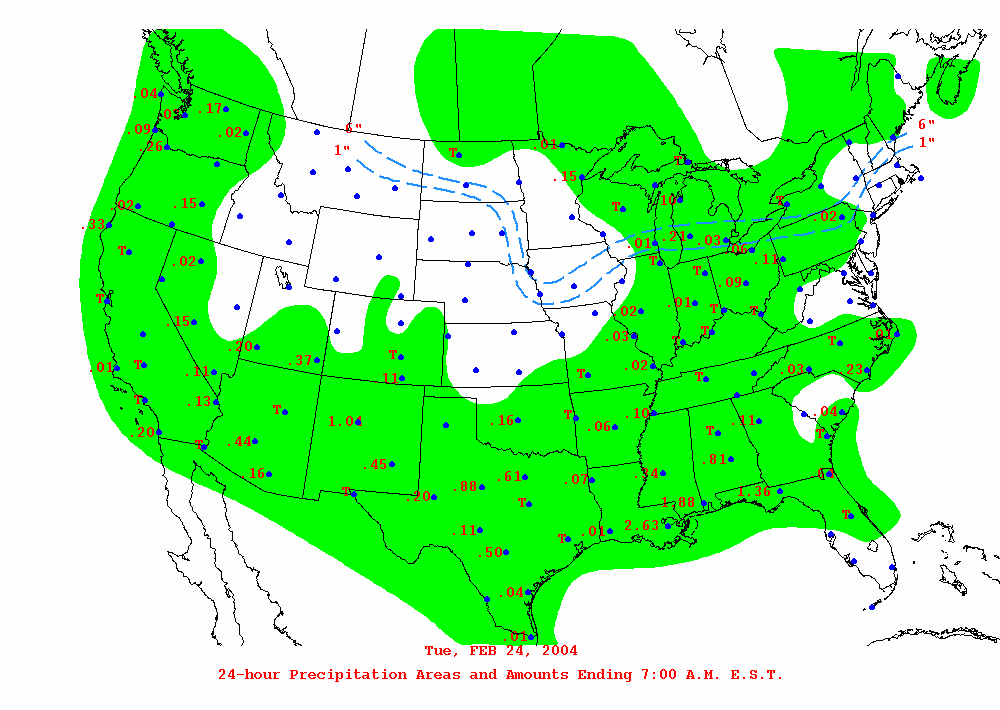 .04
.17
.02
6"
.09
.02
.26
1"
T
.01
T
6"
1"
.15
.02
.15
.10
T
.33
.02
T
.01
.21
.03
.06
.02
T
.11
T
T
.09
.15
.01
T
T
.02
.03
T
T
.01
.20
.01
T
.11
.37
T
.02
T
.03
.23
.11
T
T
.13
T
1.04
.16
T
.06
.10
.11
.04
.20
T
.44
T
.81
T
.16
.45
.61
.07
.34
.04
T
.20
.88
T
1.88
1.36
T
.11
T
.01
2.63
.50
.04
.01
Tue, FEB 24, 2004
24-hour Precipitation Areas and Amounts Ending 7:00 A.M. E.S.T.